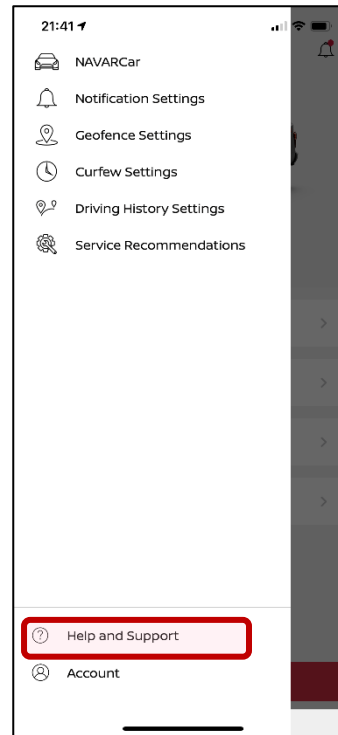 21:41
NAVARCar
Notification Settings
Geofence Settings
Curfew Settings
Driving History Settings
Service Recommendations
Help and Support
Account